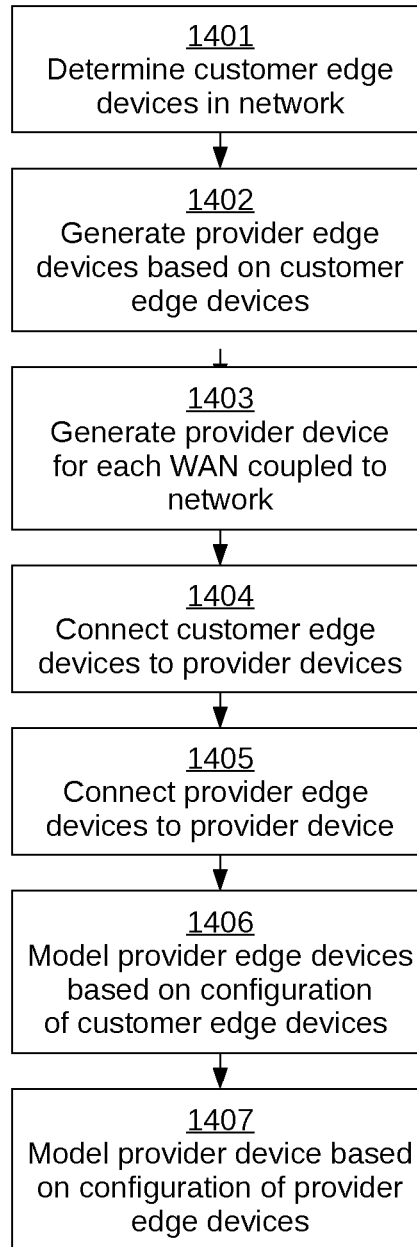 1401
Determine customer edge
devices in network
1402
Generate provider edge
devices based on customer
edge devices
1403
Generate provider device
for each WAN coupled to
network
1404
Connect customer edge
devices to provider devices
1405
Connect provider edge
devices to provider device
1406
Model provider edge devices
based on configuration
of customer edge devices
1407
Model provider device based
on configuration of provider
edge devices